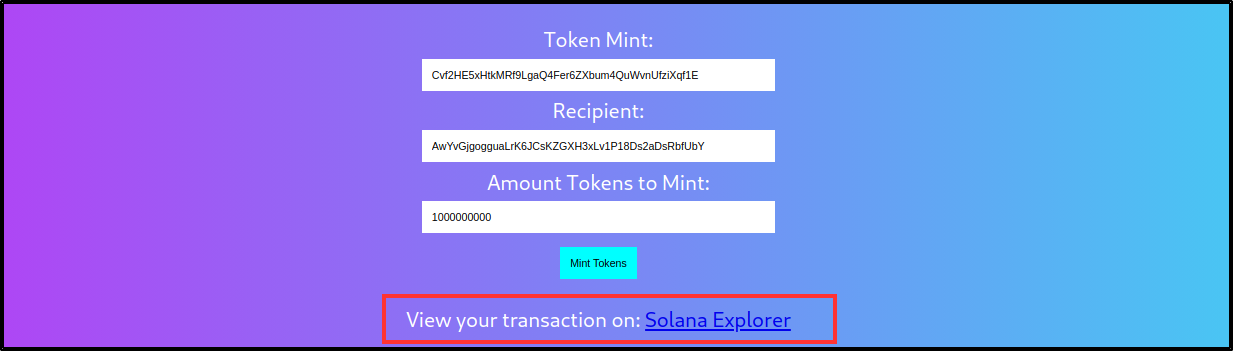 Token Mint:
Cvf2HE5xHtkMRf9LgaQ4Fer6ZXbum4QuWvnUfziXqf1E
Recipient:
AwYvGjgogguaLrK6JCsKZGXH3xLv1P18Ds2aDsRbfUbY
Amount Tokens to Mint:
1000000000
Mint Tokens
View your transaction on: Solana Explorer